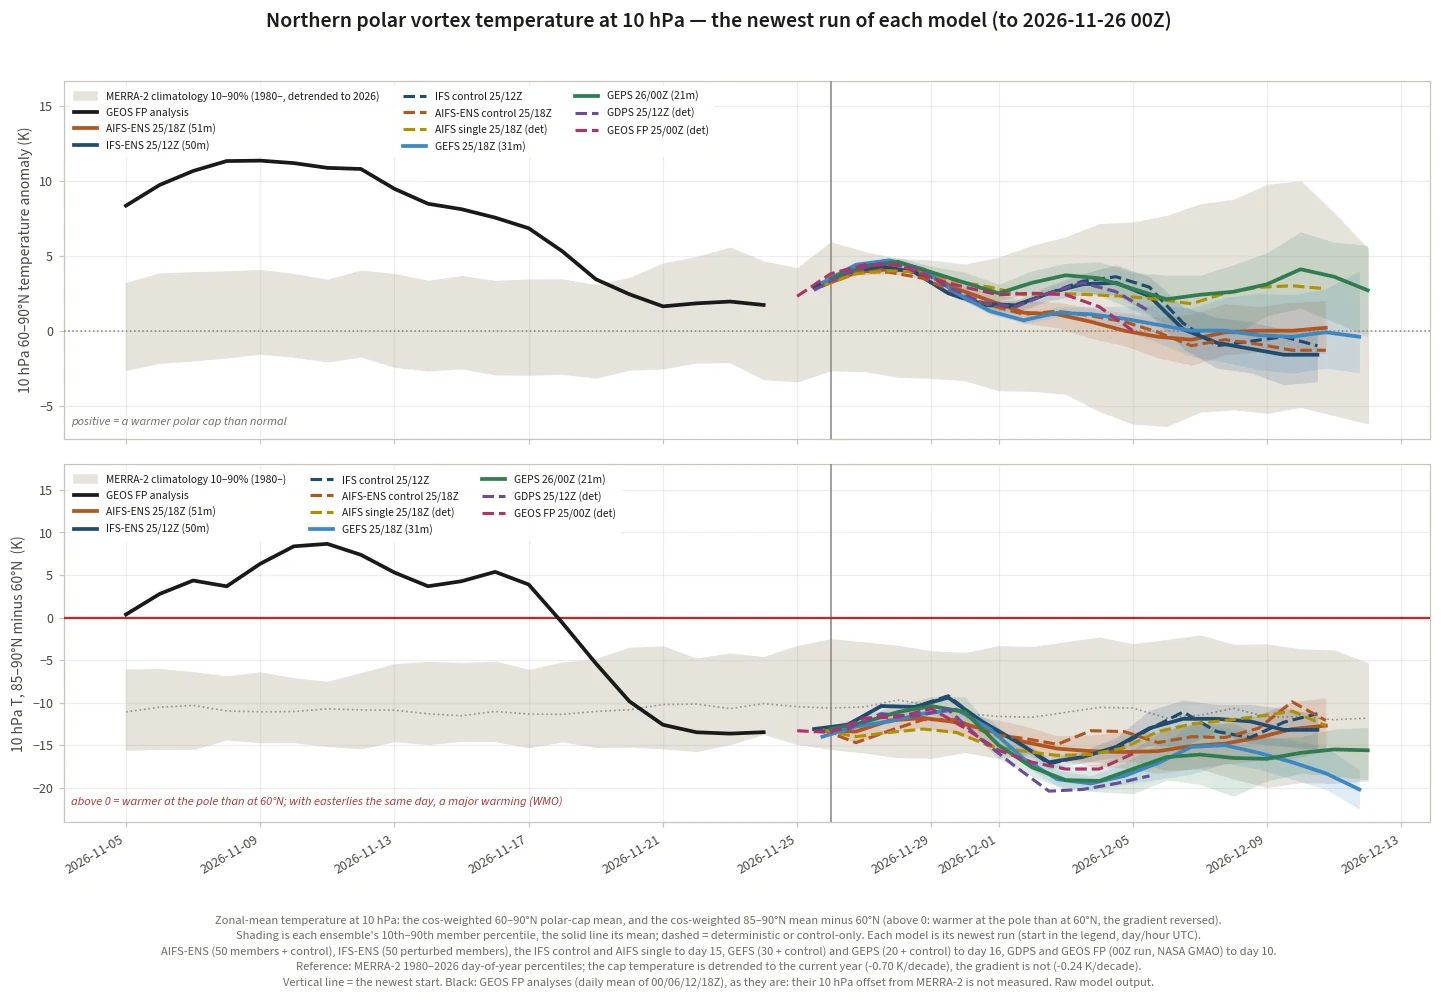 Northern polar vortex temperature at 10 hPa — the newest run of each model (to 2026-11-26 00Z)
10 hPa 60–90°N temperature anomaly (K)
15
10
5
0
−5
MERRA-2 climatology 10–90% (1980–, detrended to 2026)
GEOS FP analysis
AIFS-ENS 25/18Z (51m)
IFS-ENS 25/12Z (50m)
IFS control 25/12Z
AIFS-ENS control 25/18Z
AIFS single 25/18Z (det)
GEFS 25/18Z (31m)
GEPS 26/00Z (21m)
GDPS 25/12Z (det)
GEOS FP 25/00Z (det)
positive = a warmer polar cap than normal
10 hPa T, 85–90°N minus 60°N (K)
15
10
5
0
−5
−10
−15
−20
MERRA-2 climatology 10–90% (1980–)
GEOS FP analysis
AIFS-ENS 25/18Z (51m)
IFS-ENS 25/12Z (50m)
IFS control 25/12Z
AIFS-ENS control 25/18Z
AIFS single 25/18Z (det)
GEFS 25/18Z (31m)
GEPS 26/00Z (21m)
GDPS 25/12Z (det)
GEOS FP 25/00Z (det)
above 0 = warmer at the pole than at 60°N; with easterlies the same day, a major warming (WMO)
2026-11-05
2026-11-09
2026-11-13
2026-11-17
2026-11-21
2026-11-25
2026-11-29
2026-12-01
2026-12-05
2026-12-09
2026-12-13
Zonal-mean temperature at 10 hPa: the cos-weighted 60–90°N polar-cap mean, and the cos-weighted 85–90°N mean minus 60°N (above 0: warmer at the pole than at 60°N, the gradient reversed).
Shading is each ensemble's 10th–90th member percentile, the solid line its mean; dashed = deterministic or control-only. Each model is its newest run (start in the legend, day/hour UTC).
AIFS-ENS (50 members + control), IFS-ENS (50 perturbed members), the IFS control and AIFS single to day 15, GEFS (30 + control) and GEPS (20 + control) to day 16, GDPS and GEOS FP (00Z run, NASA GMAO) to day 10.
Reference: MERRA-2 1980–2026 day-of-year percentiles; the cap temperature is detrended to the current year (-0.70 K/decade), the gradient is not (-0.24 K/decade).
Vertical line = the newest start. Black: GEOS FP analyses (daily mean of 00/06/12/18Z), as they are: their 10 hPa offset from MERRA-2 is not measured. Raw model output.